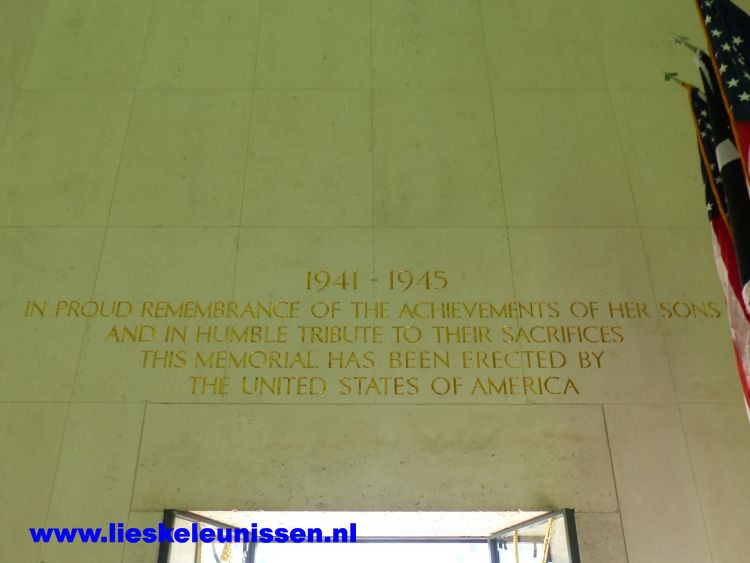 1941 - 1945
IN PROUD REMEMBRANCE OF THE ACHIEVEMENTS OF HER SONS
AND IN HUMBLE TRIBUTE TO THEIR SACRIFICES
THIS MEMORIAL HAS BEEN ERECTED BY
THE UNITED STATES OF AMERICA
www.lieskeleunissen.nl